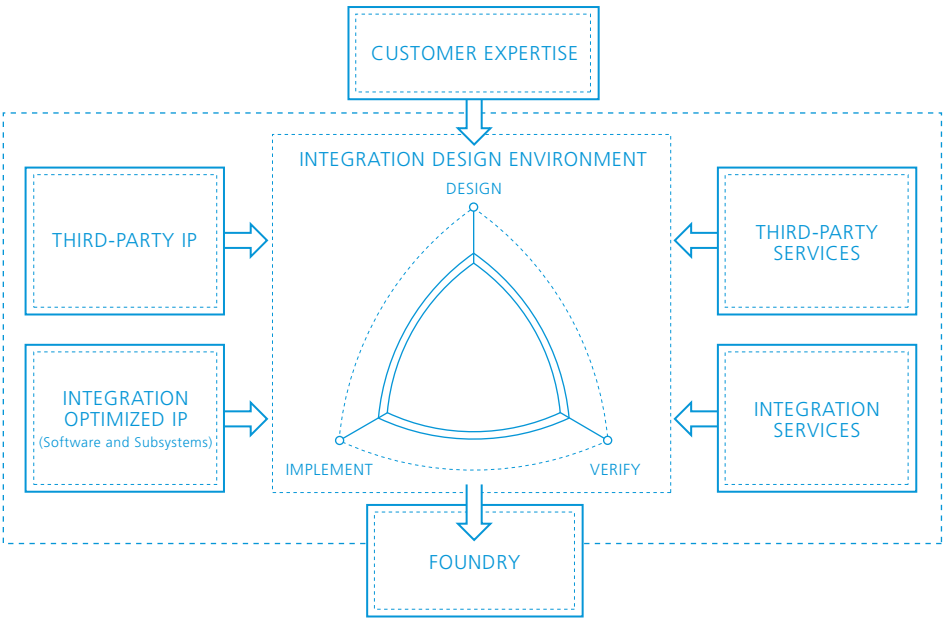 CUSTOMER EXPERTISE
INTEGRATION DESIGN ENVIRONMENT
DESIGN
THIRD-PARTY IP
THIRD-PARTY
SERVICES
INTEGRATION
OPTIMIZED IP
(Software and Subsystems)
INTEGRATION
SERVICES
IMPLEMENT
VERIFY
FOUNDRY